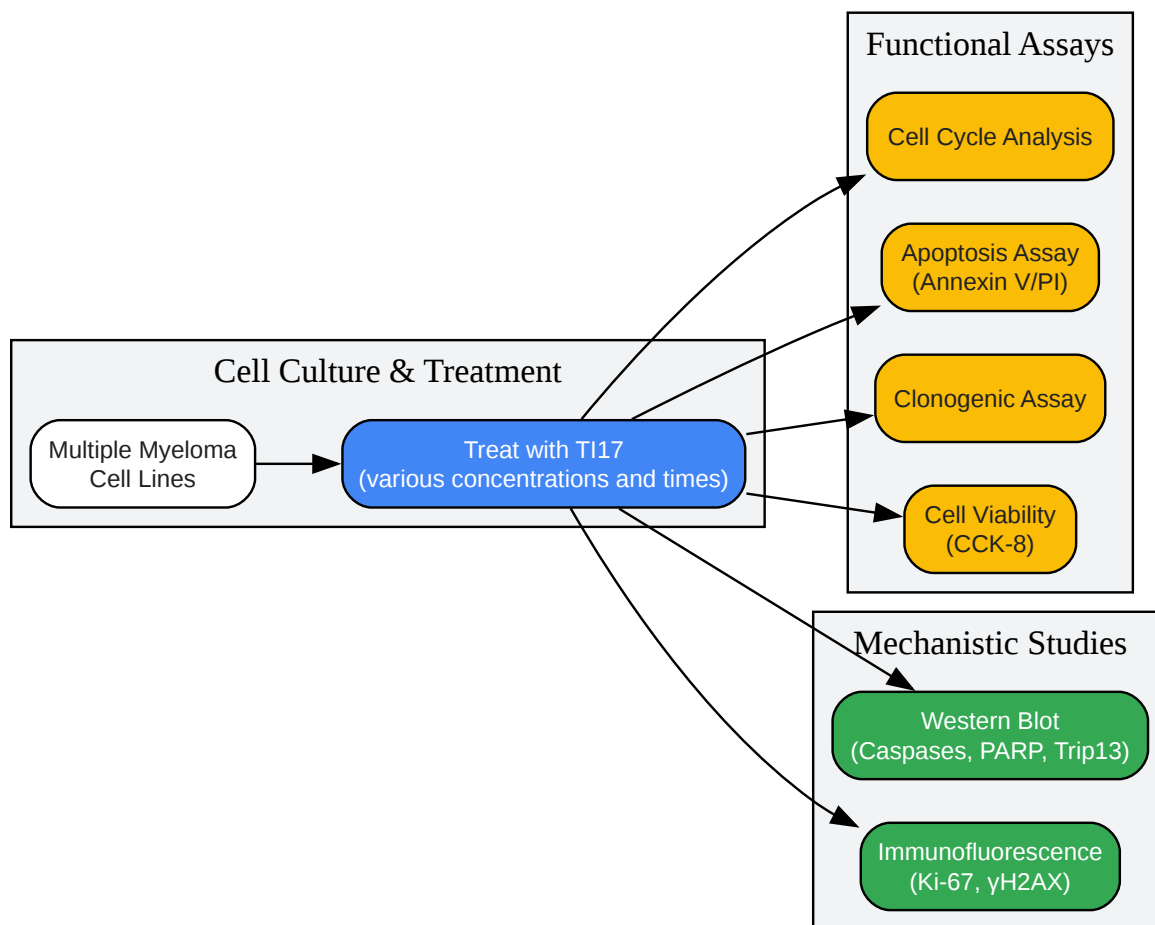 Cell Culture & Treatment
Multiple Myeloma
Cell Lines
Treat with TI17
(various concentrations and times)
Functional Assays
Cell Cycle Analysis
Apoptosis Assay
(Annexin V/PI)
Clonogenic Assay
Cell Viability
(CCK-8)
Mechanistic Studies
Western Blot
(Caspases, PARP, Trip13)
Immunofluorescence
(Ki-67, γH2AX)